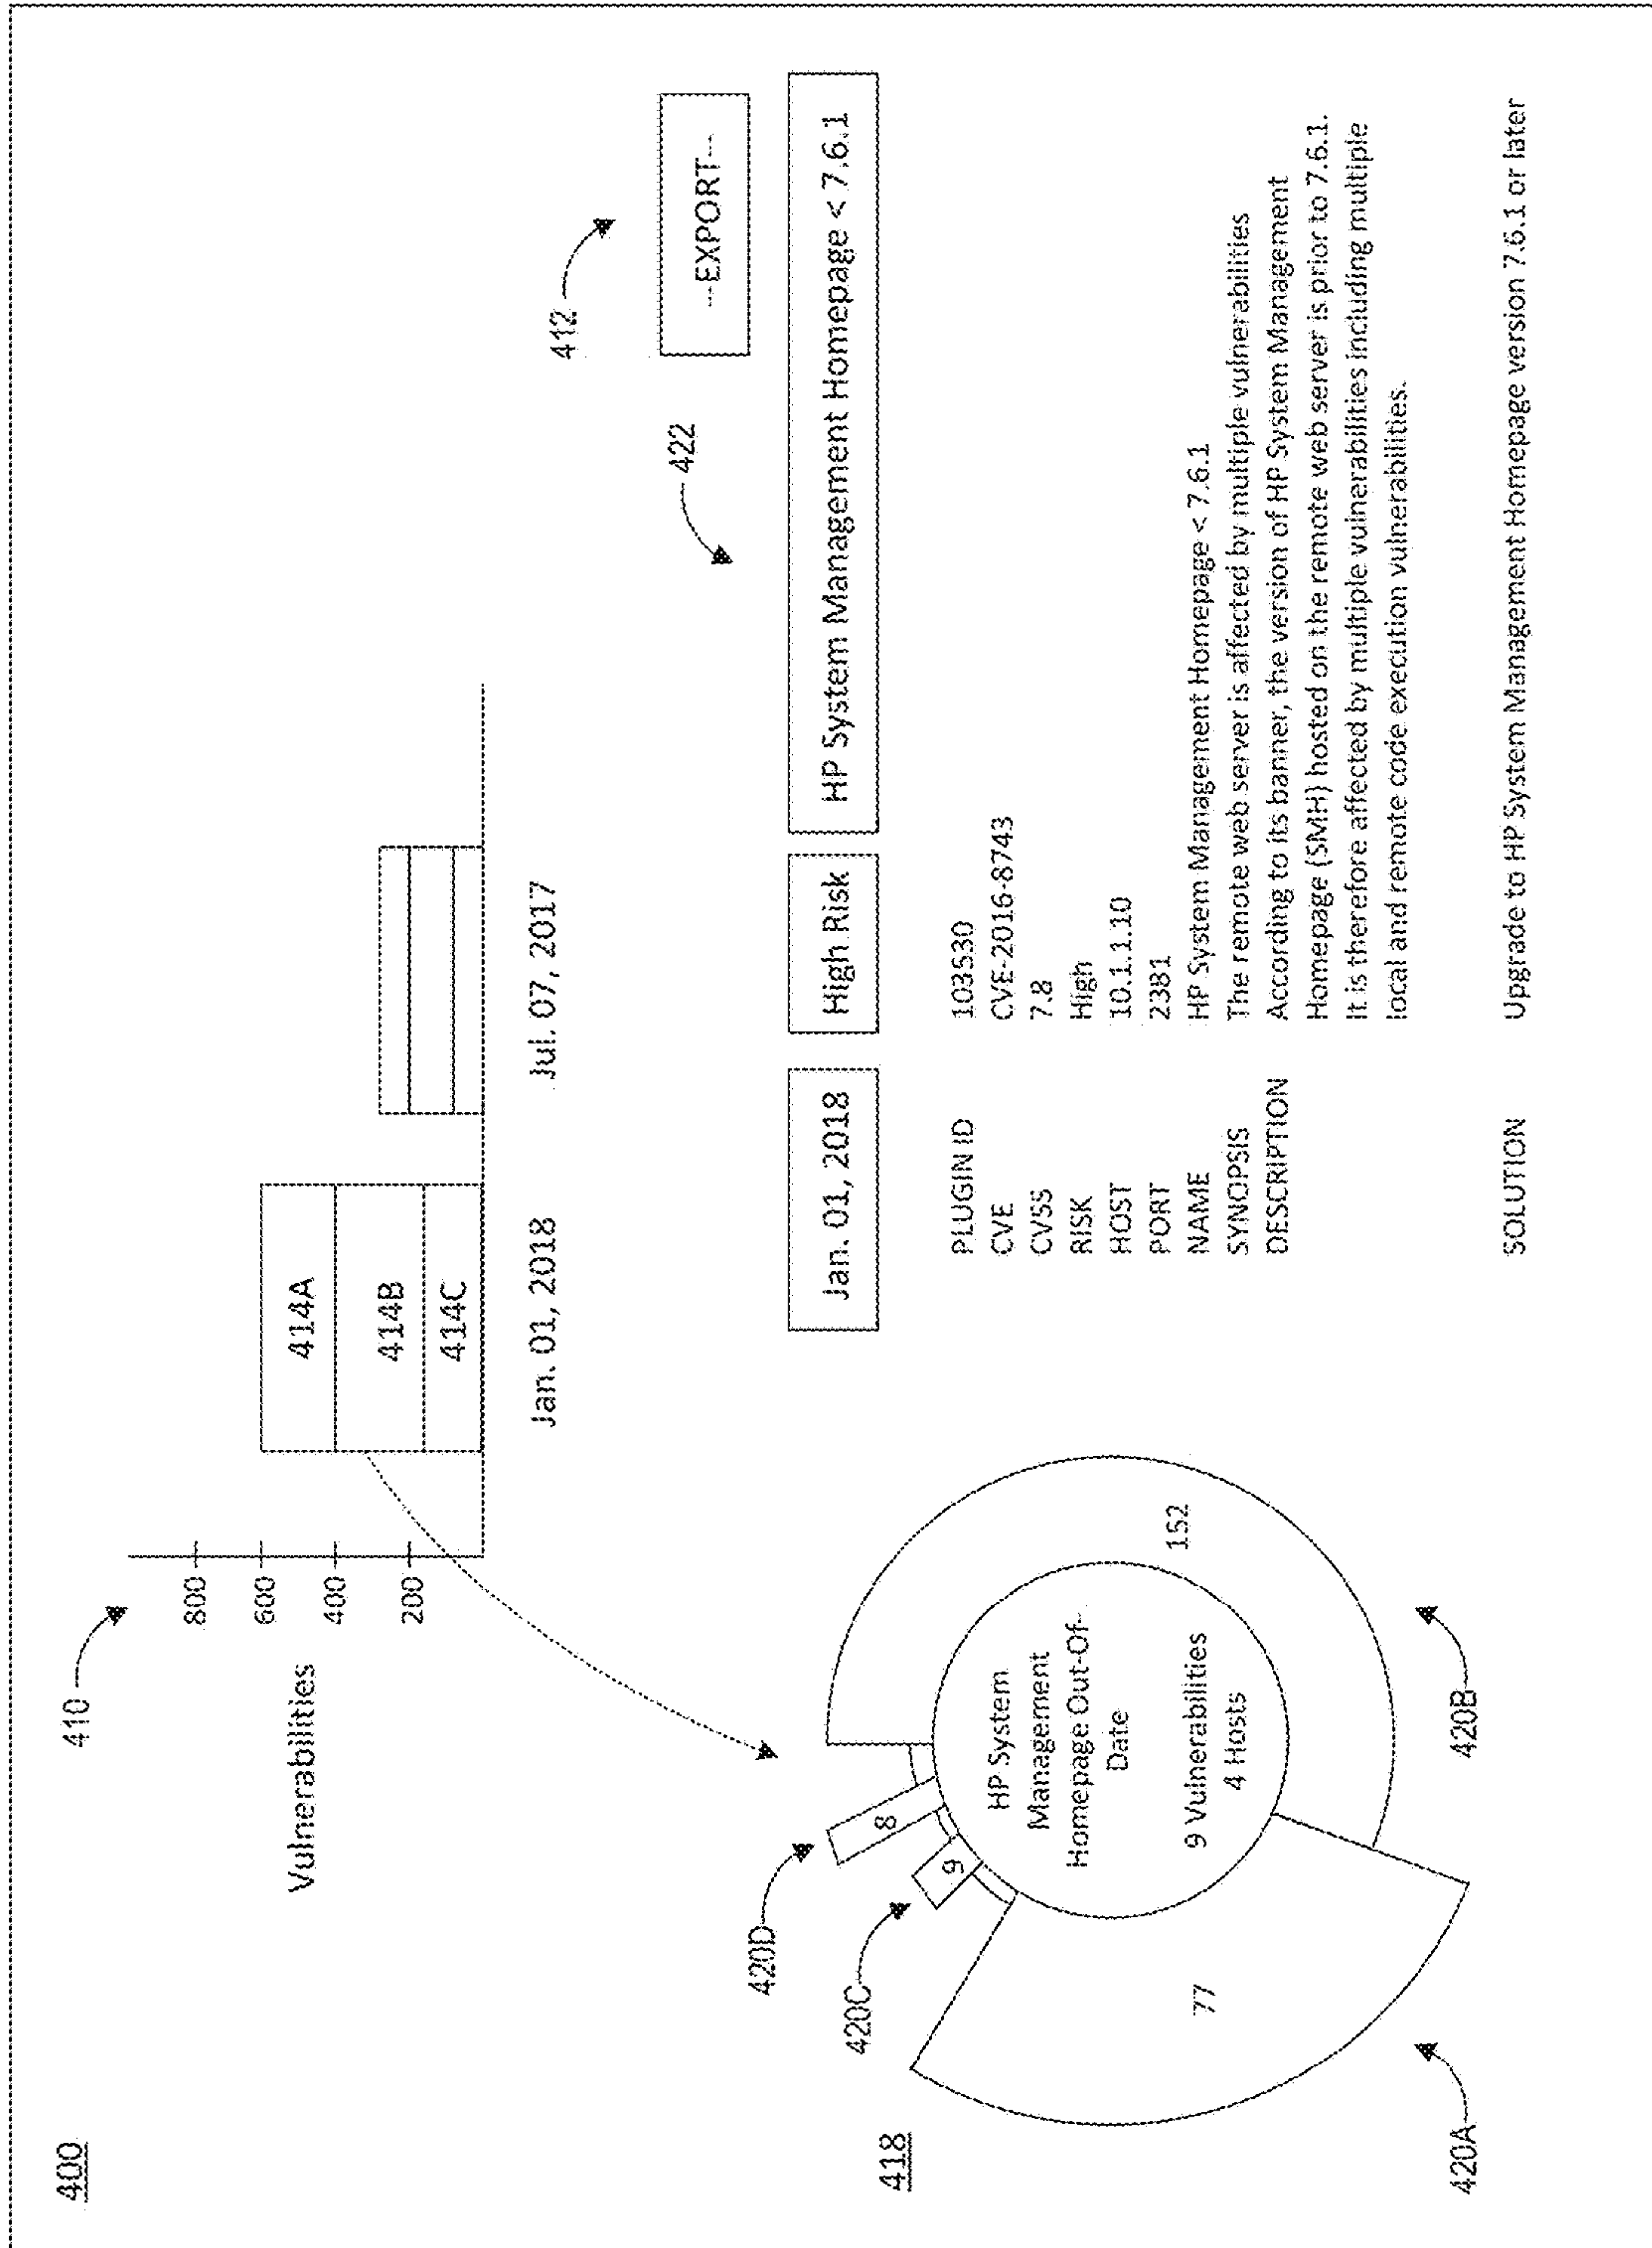 400
410
Vulnerabilities
800
600
400
200
414A
414B
414C
Jan. 01, 2018
Jul. 07, 2017
412
---EXPORT---
422
418
420D
420C
420A
420B
8
9
77
152
HP System
Management
Homepage Out-Of-
Date
9 Vulnerabilities
4 Hosts
Jan. 01, 2018
High Risk
HP System Management Homepage < 7.6.1
PLUGIN ID 103530
CVE CVE-2016-8743
CVSS 7.8
RISK High
HOST 10.1.1.10
PORT 2381
NAME HP System Management Homepage < 7.6.1
SYNOPSIS The remote web server is affected by multiple vulnerabilities
DESCRIPTION According to its banner, the version of HP System Management
Homepage (SMH) hosted on the remote web server is prior to 7.6.1.
It is therefore affected by multiple vulnerabilities including multiple
local and remote code execution vulnerabilities.
SOLUTION Upgrade to HP System Management Homepage version 7.6.1 or later